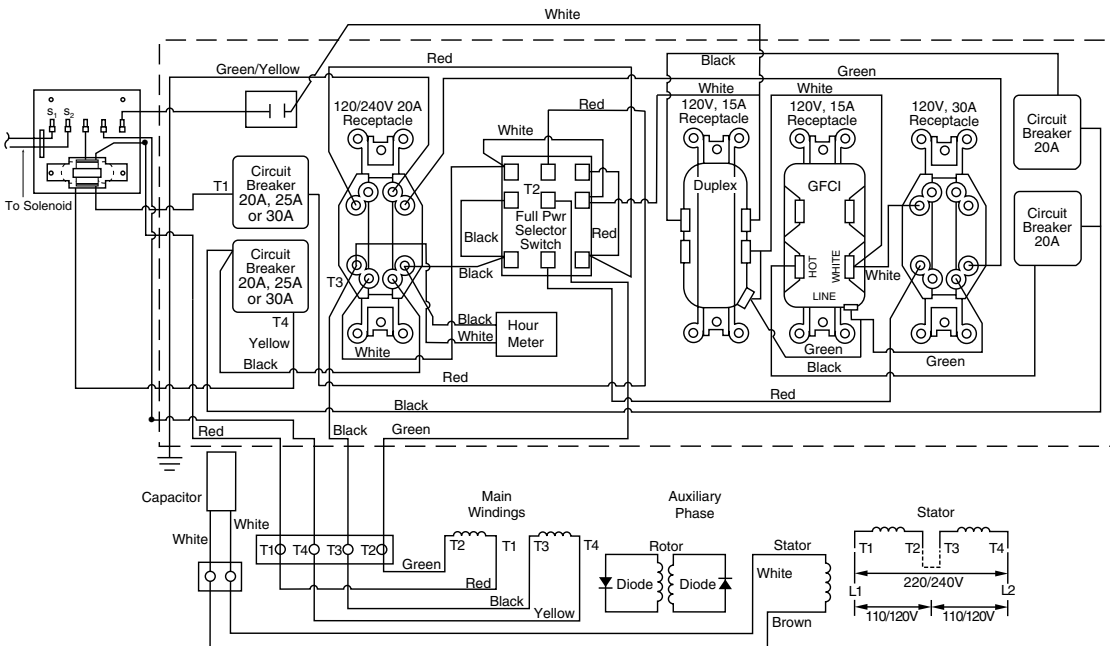 White
Red
Black
Green/Yellow
Green
S1 S2
120/240V 20A
Receptacle
White
Red
White
120V, 15A
Receptacle
120V, 15A
Receptacle
120V, 30A
Receptacle
Circuit
Breaker
20A
To Solenoid
T1
Circuit
Breaker
20A, 25A
or 30A
T2
Full Pwr
Selector
Switch
Duplex
GFCI
Circuit
Breaker
20A
Circuit
Breaker
20A, 25A
or 30A
T3
Black
Black
Red
HOT
WHITE
LINE
White
T4
Yellow
Black
White
Black
White
Hour
Meter
Red
Green
Black
Green
Red
Black
Red
Black
Green
Capacitor
White
White
Main
Windings
Auxiliary
Phase
Stator
T1 T4 T3 T2
T2
T1
T3
T4
Green
Red
Black
Yellow
Rotor
Diode
Diode
Stator
White
Brown
T1
T2
T3
T4
220/240V
L1
L2
110/120V
110/120V